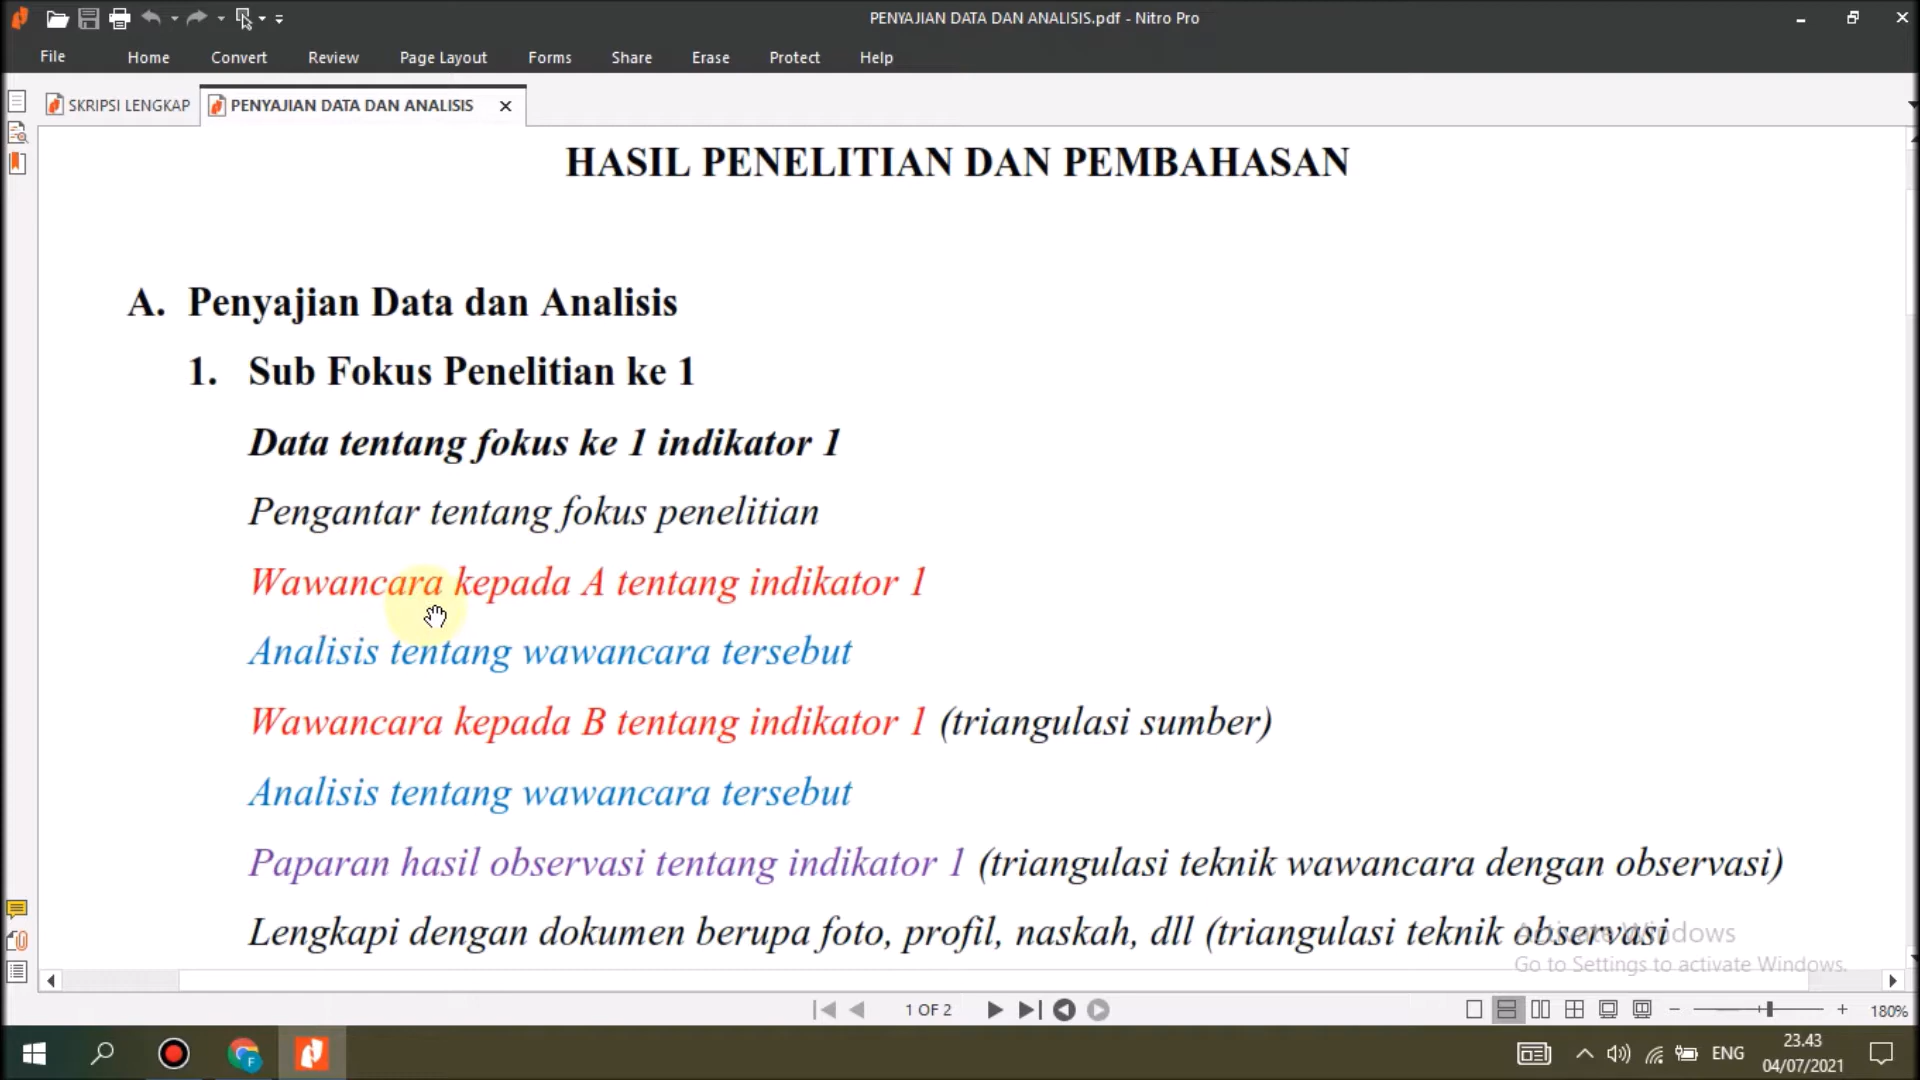 PENYAJIAN DATA DAN ANALISIS.pdf - Nitro Pro
File Home Convert Review Page Layout Forms Share Erase Protect Help
SKRIPSI LENGKAP PENYAJIAN DATA DAN ANALISIS
HASIL PENELITIAN DAN PEMBAHASAN
A. Penyajian Data dan Analisis
1. Sub Fokus Penelitian ke 1
Data tentang fokus ke 1 indikator 1
Pengantar tentang fokus penelitian
Wawancara kepada A tentang indikator 1
Analisis tentang wawancara tersebut
Wawancara kepada B tentang indikator 1 (triangulasi sumber)
Analisis tentang wawancara tersebut
Paparan hasil observasi tentang indikator 1 (triangulasi teknik wawancara dengan observasi)
Lengkapi dengan dokumen berupa foto, profil, naskah, dll (triangulasi teknik observasi
Activate Windows
Go to Settings to activate Windows.
1 OF 2
180%
F
ENG
23.43
04/07/2021